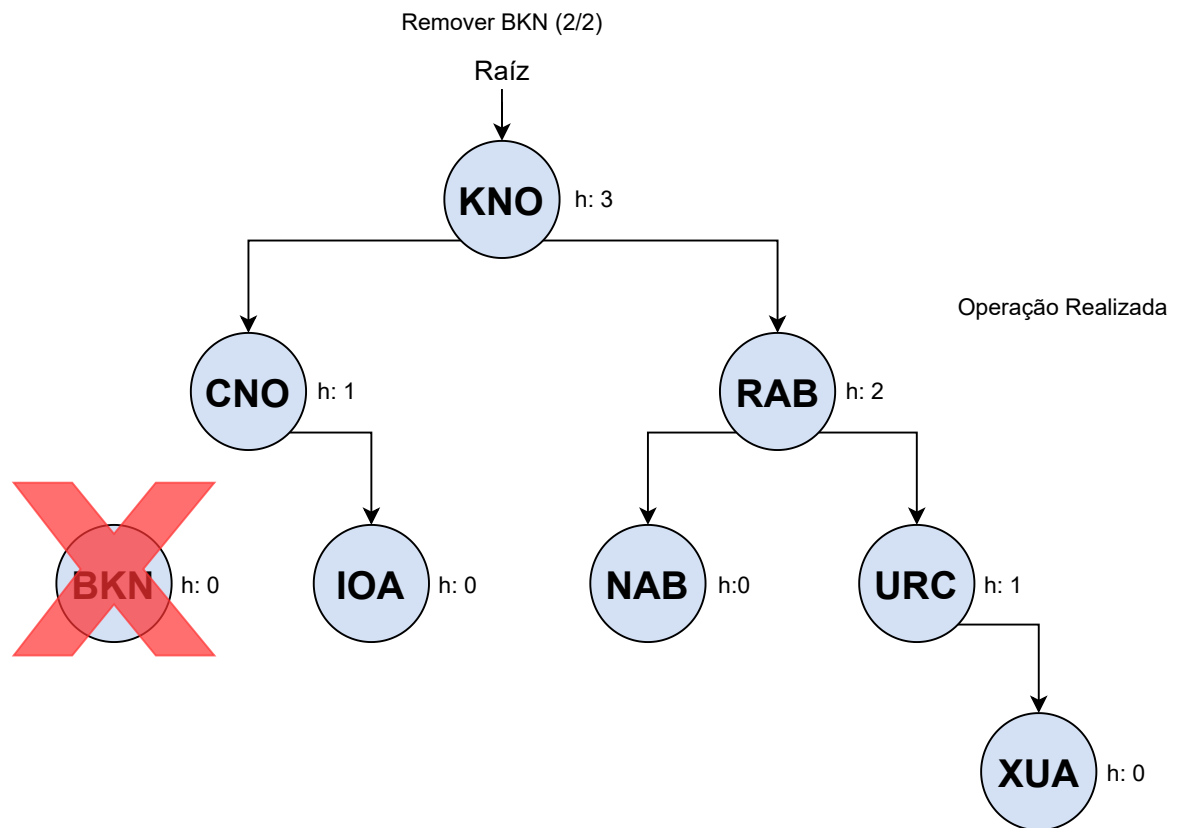 Remover BKN (2/2)
Raíz
KNO
h: 3
Operação Realizada
CNO
h: 1
RAB
h: 2
BKN
h: 0
IOA
h: 0
NAB
h:0
URC
h: 1
XUA
h: 0